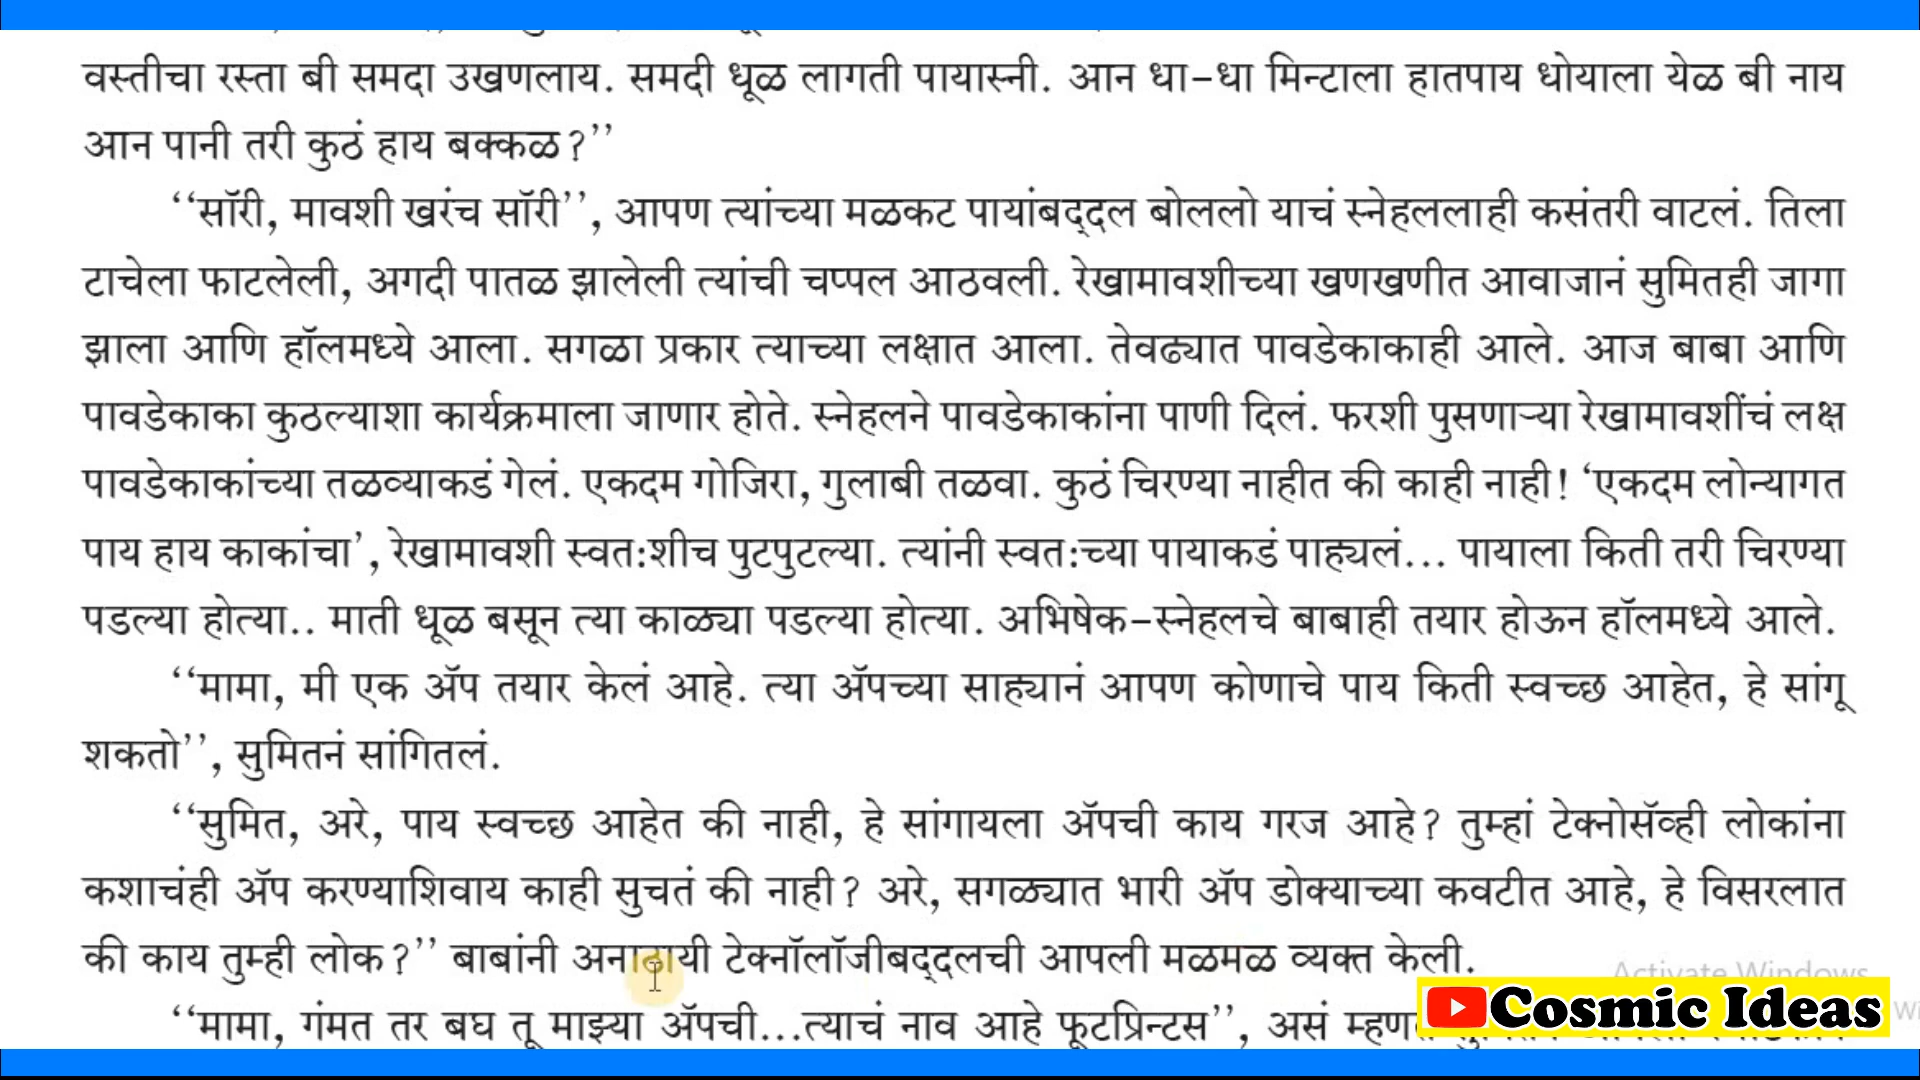 वस्तीचा रस्ता बी समदा उखणलाय. समदी धूळ लागती पायास्नी. आन धा-धा मिन्टाला हातपाय धोयाला येळ बी नाय
आन पानी तरी कुठं हाय बक्कळ?’’
‘‘सॉरी, मावशी खरंच सॉरी’’, आपण त्यांच्या मळकट पायांबद्‌दल बोललो याचं स्नेहललाही कसंतरी वाटलं. तिला
टाचेला फाटलेली, अगदी पातळ झालेली त्यांची चप्पल आठवली. रेखामावशीच्या खणखणीत आवाजानं सुमितही जागा
झाला आणि हॉलमध्ये आला. सगळा प्रकार त्याच्या लक्षात आला. तेवढ्यात पावडेकाकाही आले. आज बाबा आणि
पावडेकाका कुठल्याशा कार्यक्रमाला जाणार होते. स्नेहलने पावडेकाकांना पाणी दिलं. फरशी पुसणाऱ्या रेखामावशींचं लक्ष
पावडेकाकांच्या तळव्याकडं गेलं. एकदम गोजिरा, गुलाबी तळवा. कुठं चिरण्या नाहीत की काही नाही! ‘एकदम लोन्यागत
पाय हाय काकांचा’, रेखामावशी स्वत:शीच पुटपुटल्या. त्यांनी स्वत:च्या पायाकडं पाह्यलं... पायाला किती तरी चिरण्या
पडल्या होत्या.. माती धूळ बसून त्या काळ्या पडल्या होत्या. अभिषेक-स्नेहलचे बाबाही तयार होऊन हॉलमध्ये आले.
‘‘मामा, मी एक ॲप तयार केलं आहे. त्या ॲपच्या साह्यानं आपण कोणाचे पाय किती स्वच्छ आहेत, हे सांगू
शकतो’’, सुमितनं सांगितलं.
‘‘सुमित, अरे, पाय स्वच्छ आहेत की नाही, हे सांगायला ॲपची काय गरज आहे? तुम्हां टेक्नोसॅव्ही लोकांना
कशाचंही ॲप करण्याशिवाय काही सुचतं की नाही? अरे, सगळ्यात भारी ॲप डोक्याच्या कवटीत आहे, हे विसरलात
की काय तुम्ही लोक?’’ बाबांनी अनाठायी टेक्नॉलॉजीबद्‌दलची आपली मळमळ व्यक्त केली.
Activate Windows
‘‘मामा, गंमत तर बघ तू माझ्या ॲपची...त्याचं नाव आहे फूटप्रिन्टस’’, असं
Cosmic Ideas